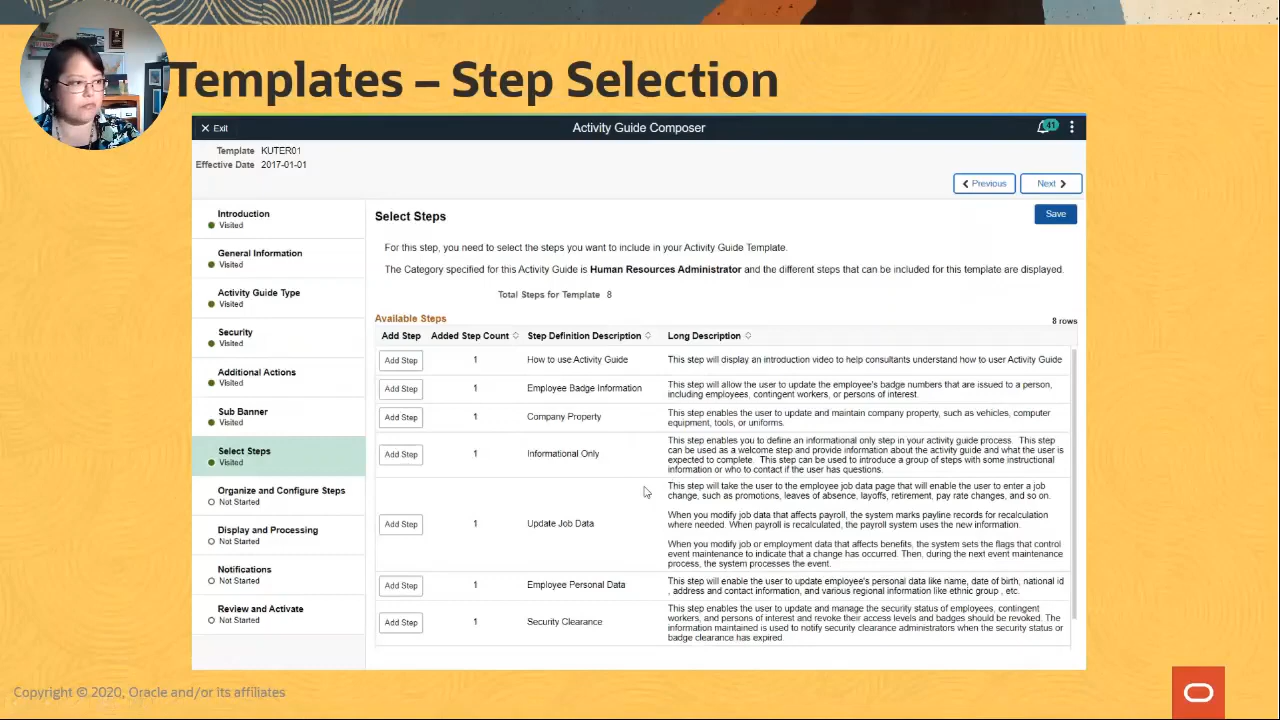 Templates – Step Selection
Exit
Activity Guide Composer
41
Template KUTER01
Effective Date 2017-01-01
Previous
Next
Introduction
Visited
General Information
Visited
Activity Guide Type
Visited
Security
Visited
Additional Actions
Visited
Sub Banner
Visited
Select Steps
Visited
Organize and Configure Steps
Not Started
Display and Processing
Not Started
Notifications
Not Started
Review and Activate
Not Started
Select Steps
Save
For this step, you need to select the steps you want to include in your Activity Guide Template.
The Category specified for this Activity Guide is Human Resources Administrator and the different steps that can be included for this template are displayed.
Total Steps for Template 8
Available Steps
8 rows
Add Step Added Step Count Step Definition Description Long Description
Add Step 1 How to use Activity Guide This step will display an introduction video to help consultants understand how to user Activity Guide
Add Step 1 Employee Badge Information This step will allow the user to update the employee's badge numbers that are issued to a person,
including employees, contingent workers, or persons of interest.
Add Step 1 Company Property This step enables the user to update and maintain company property, such as vehicles, computer
equipment, tools, or uniforms.
Add Step 1 Informational Only This step enables you to define an informational only step in your activity guide process. This step
can be used as a welcome step and provide information about the activity guide and what the user is
expected to complete. This step can be used to introduce a group of steps with some instructional
information or who to contact if the user has questions.
Add Step 1 Update Job Data This step will take the user to the employee job data page that will enable the user to enter a job
change, such as promotions, leaves of absence, layoffs, retirement, pay rate changes, and so on.
When you modify job data that affects payroll, the system marks payline records for recalculation
where needed. When payroll is recalculated, the payroll system uses the new information.
When you modify job or employment data that affects benefits, the system sets the flags that control
event maintenance to indicate that a change has occurred. Then, during the next event maintenance
process, the system processes the event.
Add Step 1 Employee Personal Data This step will enable the user to update employee's personal data like name, date of birth, national id
, address and contact information, and various regional information like ethnic group , etc.
Add Step 1 Security Clearance This step enables the user to update and manage the security status of employees, contingent
workers, and persons of interest and revoke their access levels and badges should be revoked. The
information maintained is used to notify security clearance administrators when the security status or
badge clearance has expired.
Copyright © 2020, Oracle and/or its affiliates